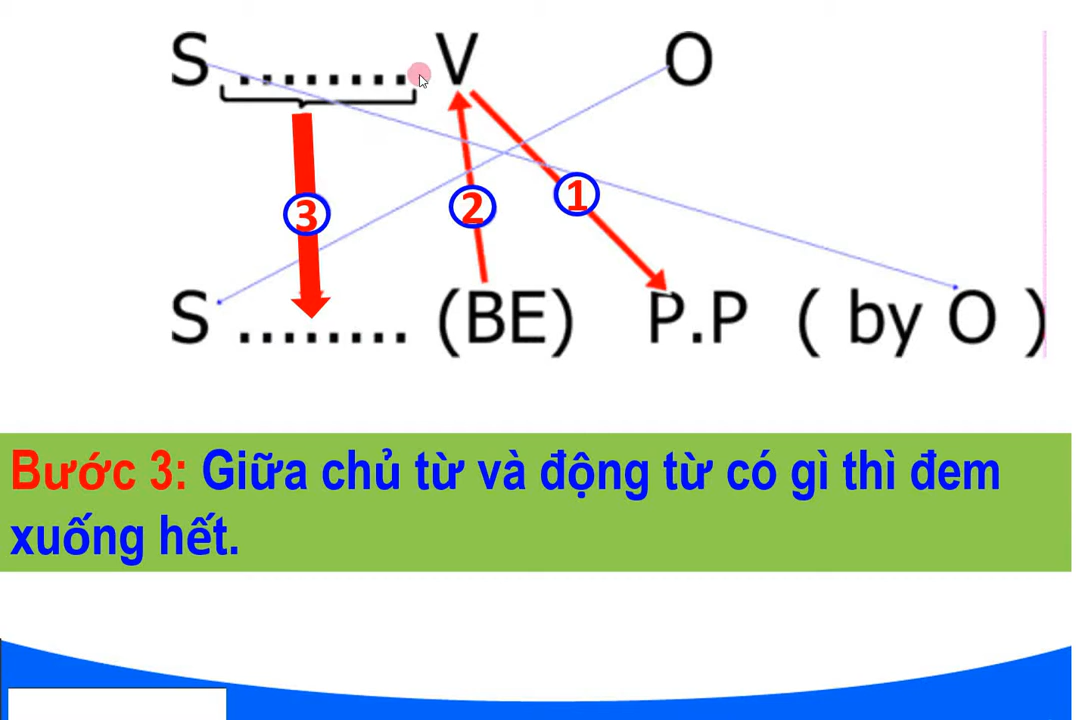 S ........ V O
3 2 1
S ........ (BE) P.P ( by O )
Bước 3: Giữa chủ từ và động từ có gì thì đem
xuống hết.